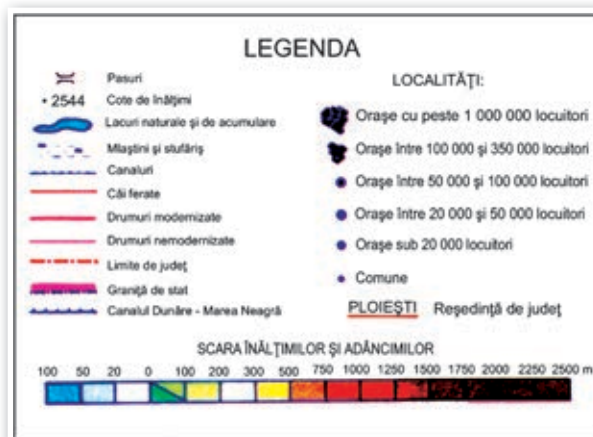 LEGENDA
Pasuri
• 2544 Cote de înălţimi
Lacuri naturale şi de acumulare
Mlaştini şi stufăriş
Canaluri
Căi ferate
Drumuri modernizate
Drumuri nemodernizate
Limite de judeţ
Graniţă de stat
Canalul Dunăre - Marea Neagră
LOCALITĂŢI:
Oraşe cu peste 1 000 000 locuitori
Oraşe între 100 000 şi 350 000 locuitori
Oraşe între 50 000 şi 100 000 locuitori
Oraşe între 20 000 şi 50 000 locuitori
Oraşe sub 20 000 locuitori
Comune
PLOIEŞTI Reşedinţă de judeţ
SCARA ÎNĂLŢIMILOR ŞI ADÂNCIMILOR
100 50 20 0 100 200 300 500 750 1000 1250 1500 1750 2000 2250 2500 m